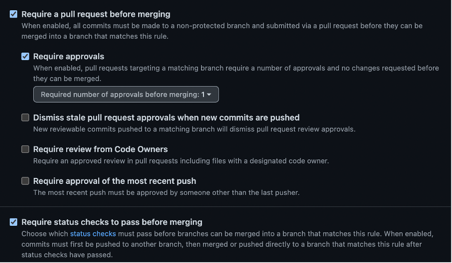 Require a pull request before merging
When enabled, all commits must be made to a non-protected branch and submitted via a pull request before they can be
merged into a branch that matches this rule.
Require approvals
When enabled, pull requests targeting a matching branch require a number of approvals and no changes requested before
they can be merged.
Required number of approvals before merging: 1
Dismiss stale pull request approvals when new commits are pushed
New reviewable commits pushed to a matching branch will dismiss pull request review approvals.
Require review from Code Owners
Require an approved review in pull requests including files with a designated code owner.
Require approval of the most recent push
The most recent push must be approved by someone other than the last pusher.
Require status checks to pass before merging
Choose which status checks must pass before branches can be merged into a branch that matches this rule. When enabled,
commits must first be pushed to another branch, then merged or pushed directly to a branch that matches this rule after
status checks have passed.